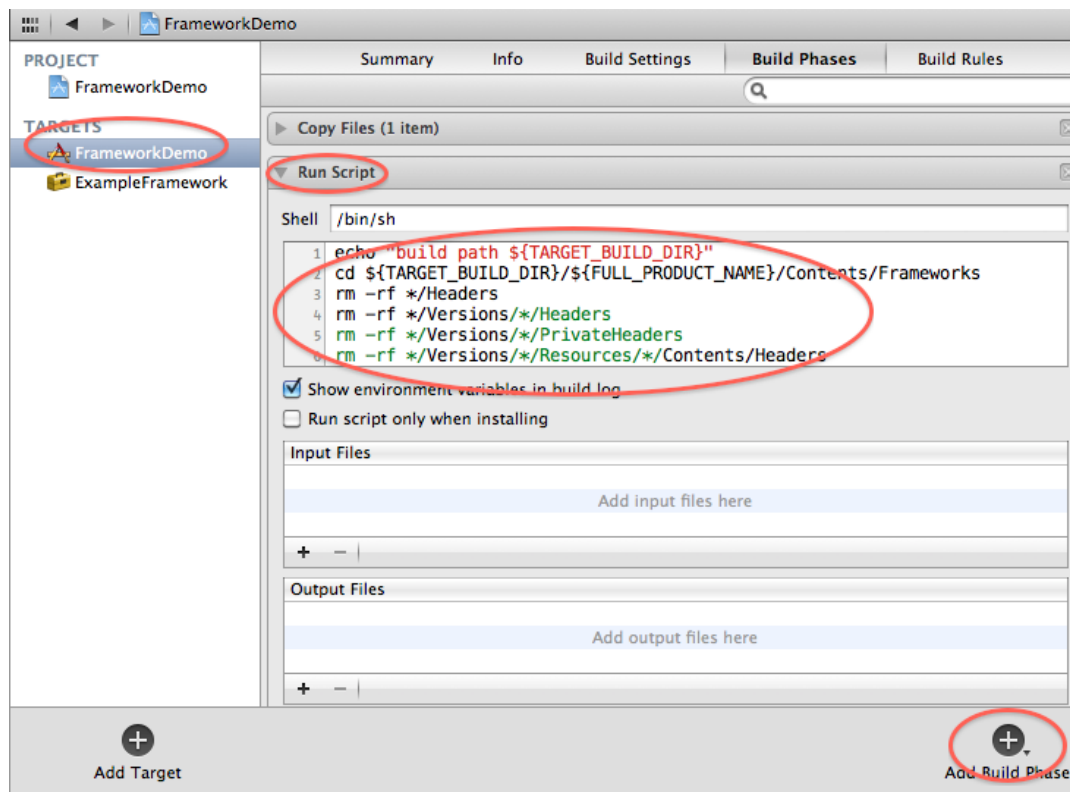 FrameworkDemo
PROJECT
FrameworkDemo
TARGETS
FrameworkDemo
ExampleFramework
Summary Info Build Settings Build Phases Build Rules
Copy Files (1 item)
Run Script
Shell /bin/sh
1 echo "build path ${TARGET_BUILD_DIR}"
2 cd ${TARGET_BUILD_DIR}/${FULL_PRODUCT_NAME}/Contents/Frameworks
3 rm -rf */Headers
4 rm -rf */Versions/*/Headers
5 rm -rf */Versions/*/PrivateHeaders
6 rm -rf */Versions/*/Resources/*/Contents/Headers
Show environment variables in build log
Run script only when installing
Input Files
Add input files here
Output Files
Add output files here
Add Target
Add Build Phase